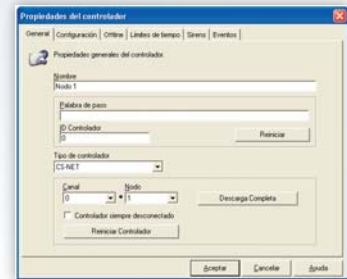 Propiedades del controlador
General Configuración Offline Límites de tiempo Sirens Eventos
Propiedades generales del controlador.
Nombre
Nodo 1
Palabra de paso
ID Controlador
0
Reiniciar
Tipo de controlador
CS-NET
Canal
Nodo
0
1
Descarga Completa
Controlador siempre desconectado
Reiniciar Controlador
Aceptar Cancelar Ayuda